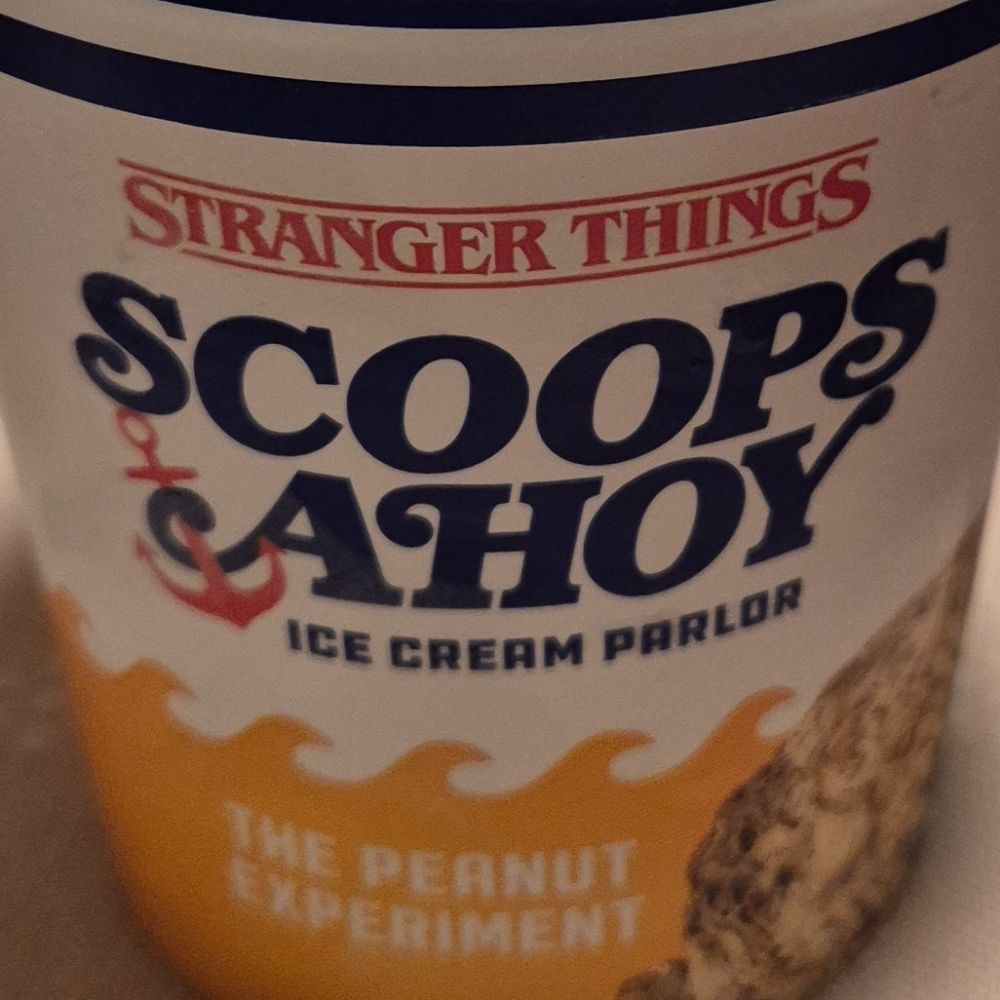 STRANGER THINGS
SCOOPS
AHOY
ICE CREAM PARLOR
THE PEANUT
EXPERIMENT